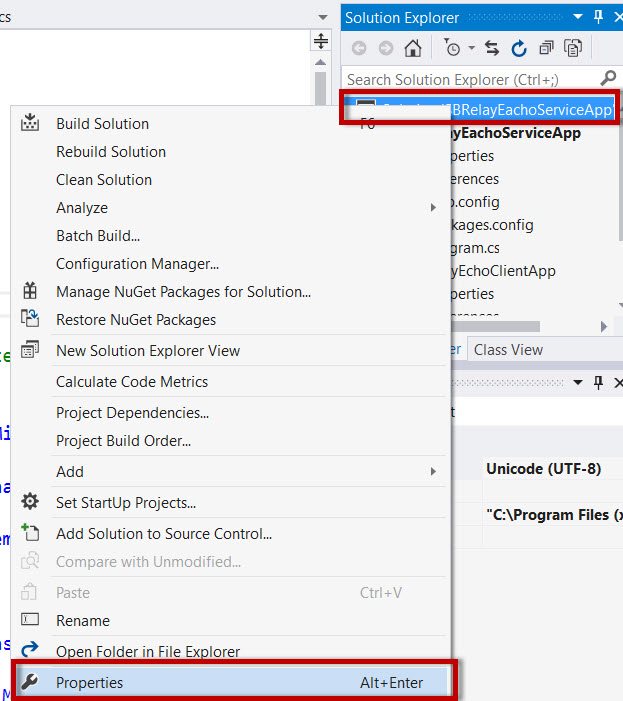 cs
Solution Explorer
Search Solution Explorer (Ctrl+;)
BRelayEachoServiceApp'
F6
yEachoServiceApp
perties
erences
.config
kages.config
gram.cs
yEchoClientApp
perties
Build Solution
Rebuild Solution
Clean Solution
Analyze
Batch Build...
Configuration Manager...
Manage NuGet Packages for Solution...
Restore NuGet Packages
New Solution Explorer View
Calculate Code Metrics
Project Dependencies...
Project Build Order...
Add
Set StartUp Projects...
Add Solution to Source Control...
Compare with Unmodified...
Paste Ctrl+V
Rename
Open Folder in File Explorer
Properties Alt+Enter
er Class View
Unicode (UTF-8)
"C:\Program Files (x